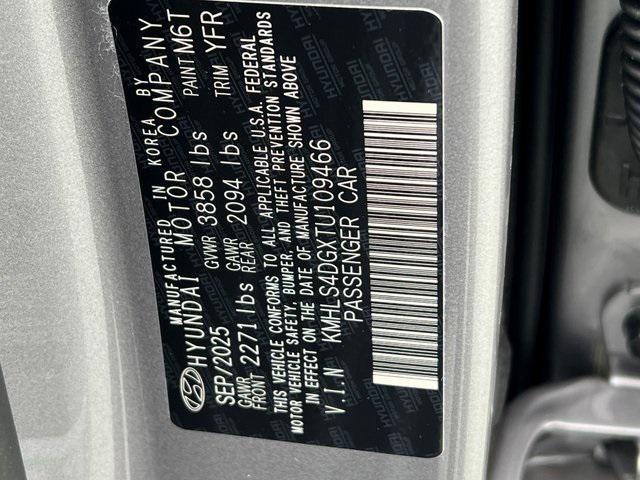 MANUFACTURED IN KOREA BY
HYUNDAI MOTOR COMPANY
SEP/2025 GVWR 3858 lbs PAINT M6T
GAWR FRONT 2271 lbs GAWR REAR 2094 lbs TRIM YFR
THIS VEHICLE CONFORMS TO ALL APPLICABLE U.S.A. FEDERAL
MOTOR VEHICLE SAFETY, BUMPER, AND THEFT PREVENTION STANDARDS
IN EFFECT ON THE DATE OF MANUFACTURE SHOWN ABOVE
V.I.N KMHLS4DGXTU109466
PASSENGER CAR